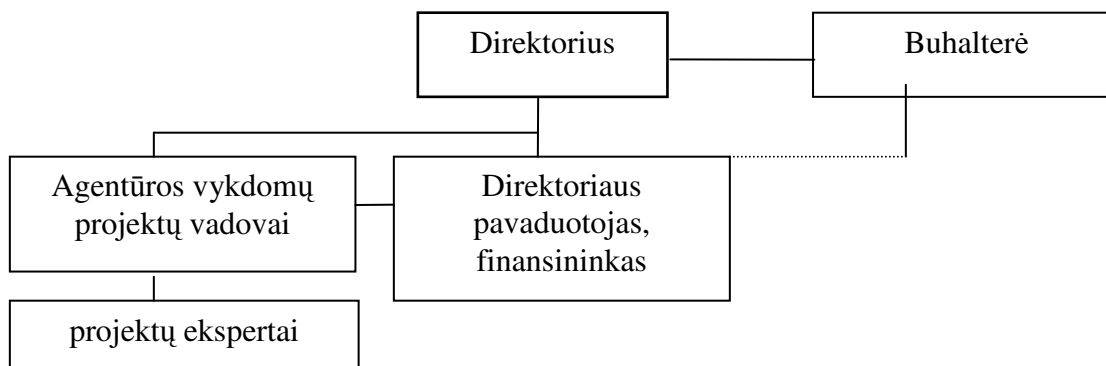 Direktorius
Buhalterė
Agentūros vykdomų
projektų vadovai
Direktoriaus
pavaduotojas,
finansininkas
projektų ekspertai